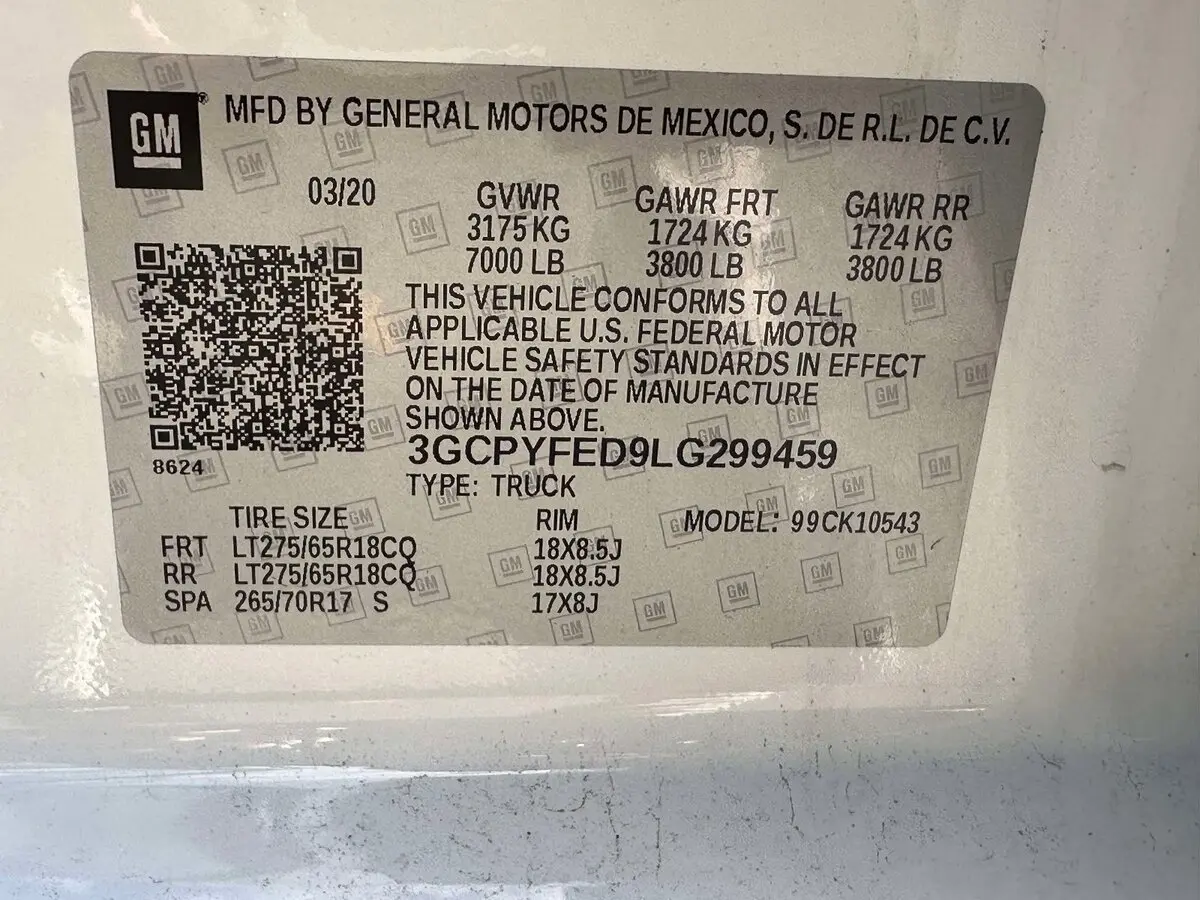 GM® MFD BY GENERAL MOTORS DE MEXICO, S. DE R.L. DE C.V.
03/20 GVWR GAWR FRT GAWR RR
3175 KG 1724 KG 1724 KG
7000 LB 3800 LB 3800 LB
THIS VEHICLE CONFORMS TO ALL
APPLICABLE U.S. FEDERAL MOTOR
VEHICLE SAFETY STANDARDS IN EFFECT
ON THE DATE OF MANUFACTURE
SHOWN ABOVE.
3GCPYFED9LG299459
8624
TYPE: TRUCK
TIRE SIZE RIM MODEL: 99CK10543
FRT LT275/65R18CQ 18X8.5J
RR LT275/65R18CQ 18X8.5J
SPA 265/70R17 S 17X8J